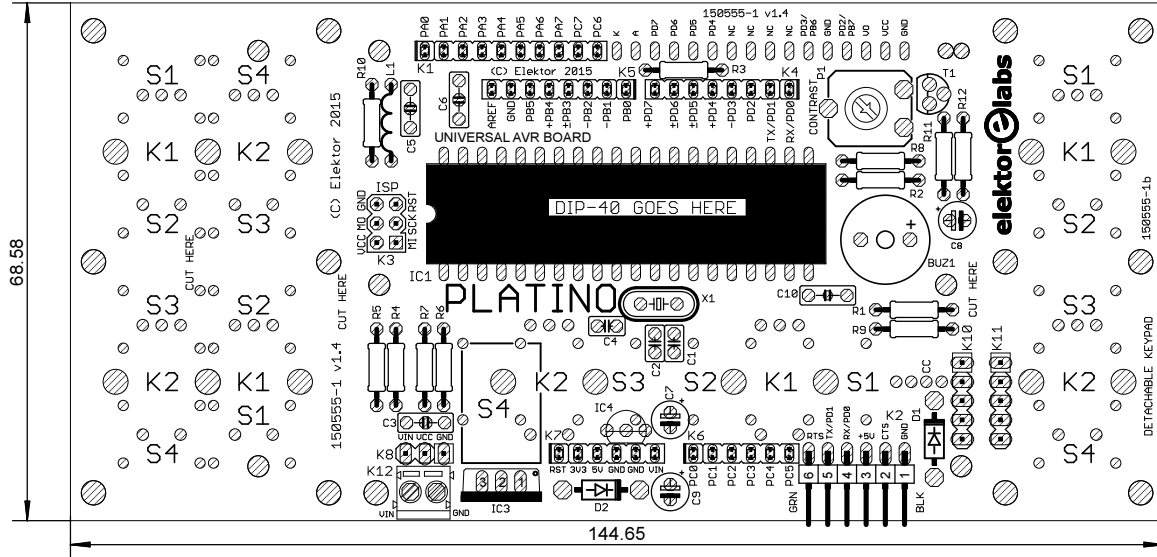 150555-1 v1.4
PA0 PA1 PA2 PA3 PA4 PA5 PA6 PA7 PC7 PC6 K A PD7 PD6 PD5 PD4 NC NC NC PD3/PB6 GND PD2/PB7 VO VCC GND
K1
(C) Elektor 2015
K5
R3
K4
P1
T1
AREF GND PB5 +PB4 ±PB3 -PB2 -PB1 PB0 +PD7 ±PD6 ±PD5 +PD4 -PD3 PD2 TX/PD1 RX/PD0
CONTRAST
R12
R11
R10
L1
C6
C5
UNIVERSAL AVR BOARD
R8
R2
elektor labs
S1 S4
K1 K2
S2 S3
CUT HERE
S3 S2
K2 K1
S1
S4
68.58
(C) Elektor 2015
CUT HERE
150555-1 v1.4
ISP
GND RST
MO SCK
VCC MI
K3
DIP-40 GOES HERE
IC1
+
BUZ1
+
C8
PLATINO
X1
C10
CUT HERE
R5 R4 R7 R6
C4
C2
C1
R1
R9
K10
K11
K2 S3 S2 K1 S1
S4
CC
C3
VIN VCC GND
K8
K12
VIN GND
IC4
C7
+
K7
RST 3V3 5V GND GND VIN
K6
PC0 PC1 PC2 PC3 PC4 PC5
K2
RTS TX/PD1 RX/PD0 +5V CTS GND
D1
3 2 1
IC3
D2
C9
+
GRN
6 5 4 3 2 1
BLK
S1
K1
S2
S3
K2
S4
150555-1b
DETACHABLE KEYPAD
144.65